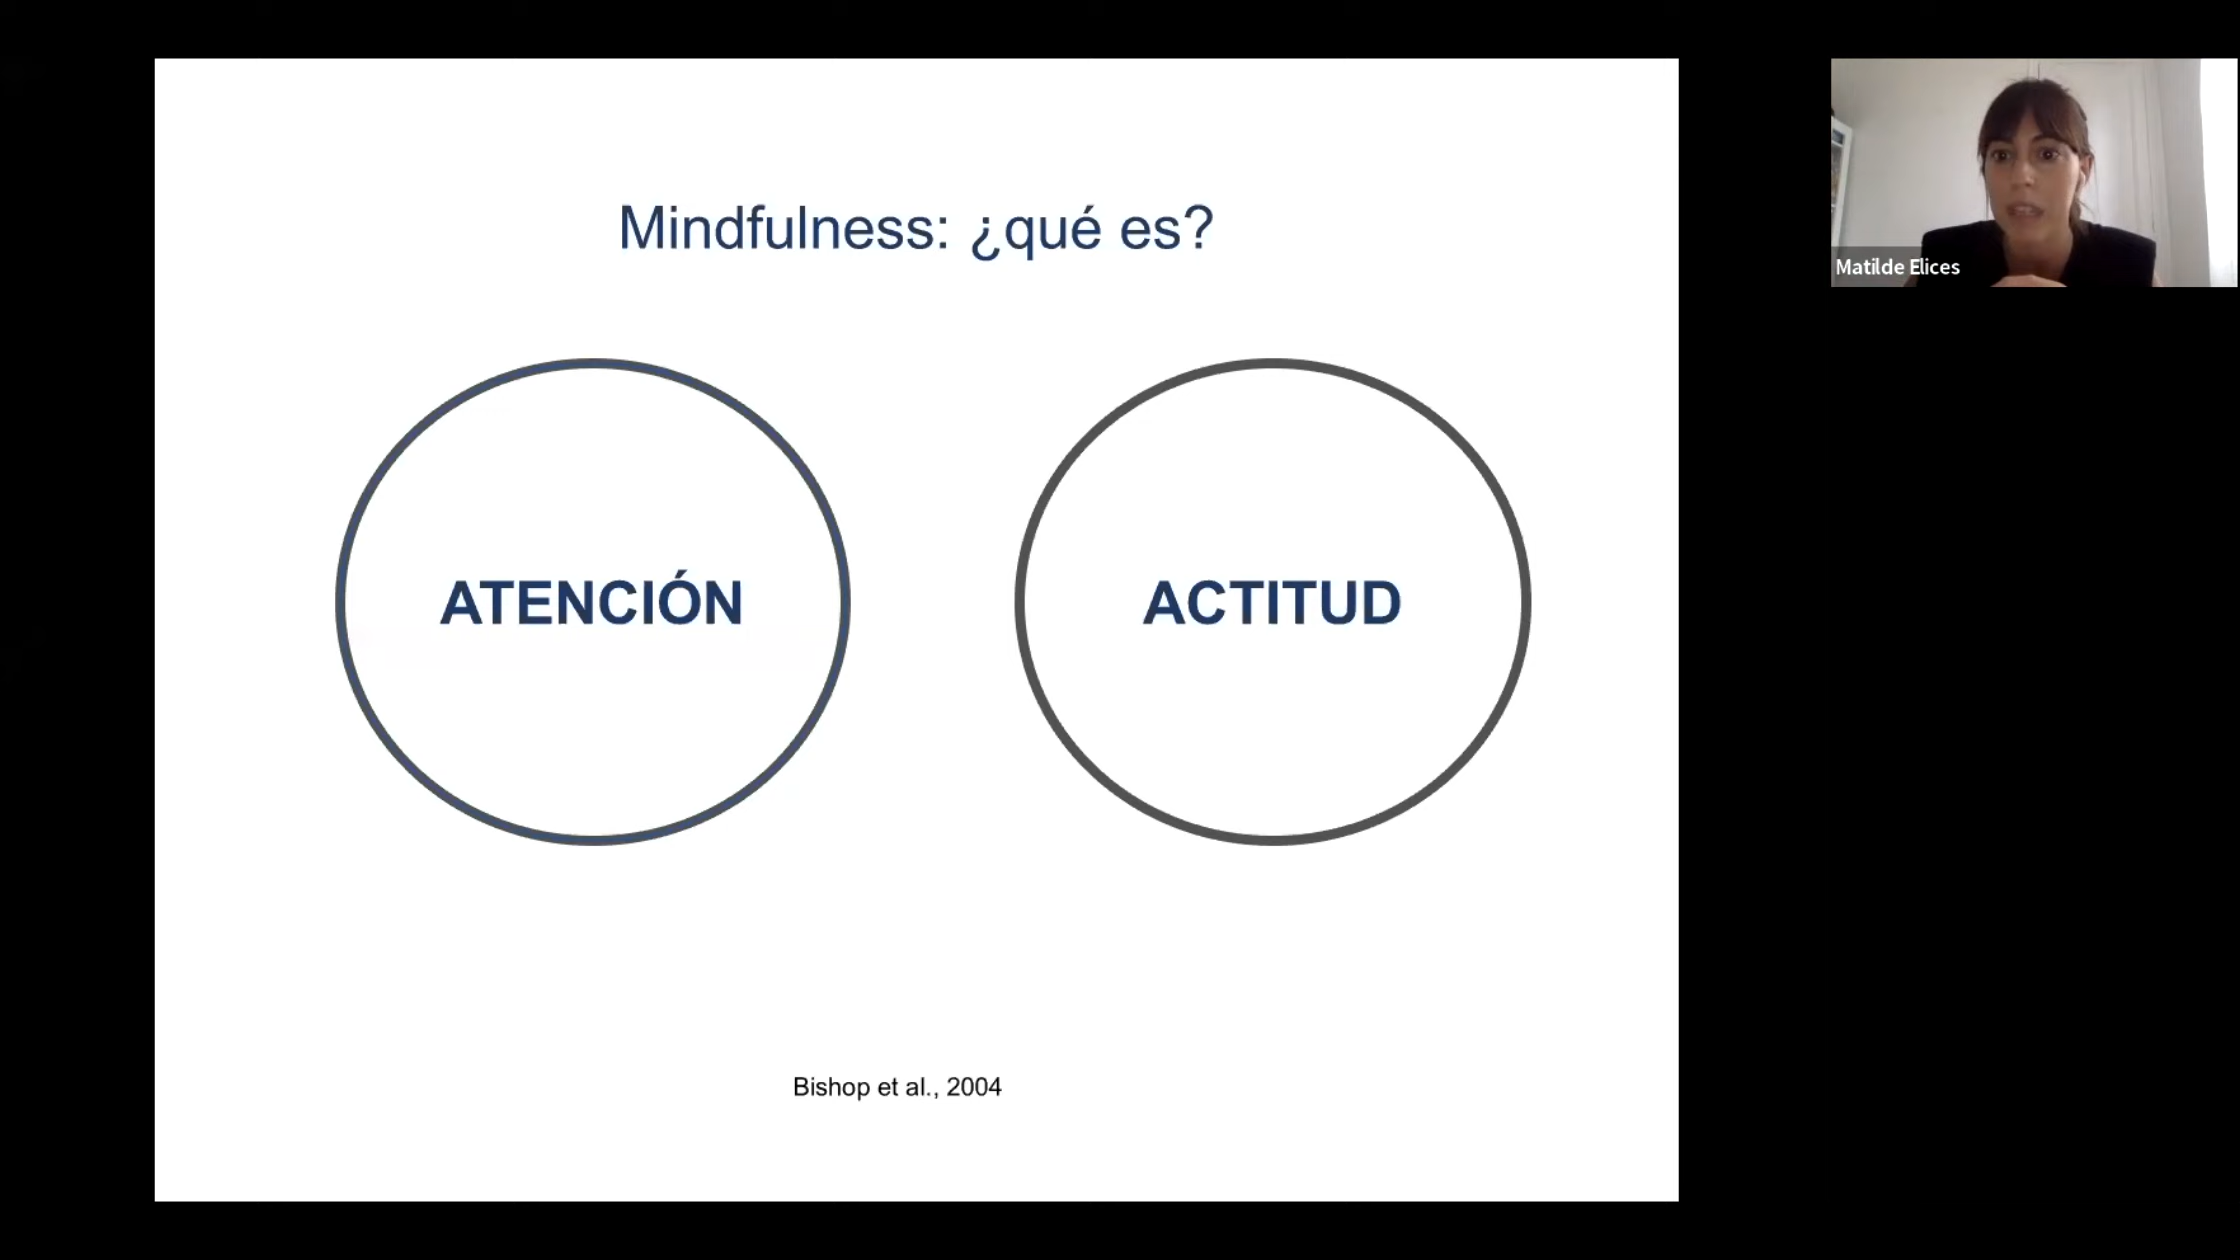 Mindfulness: ¿qué es?
ATENCIÓN
ACTITUD
Bishop et al., 2004
Matilde Elices